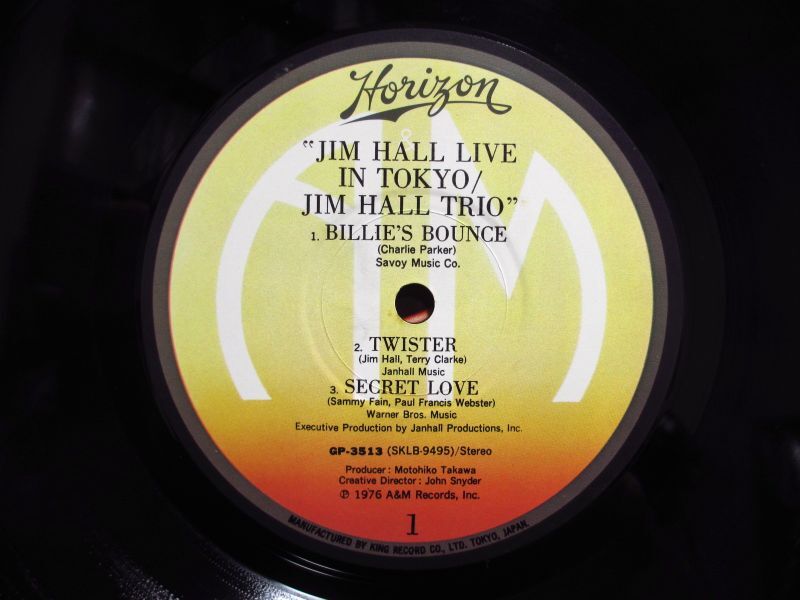 Horizon
"JIM HALL LIVE
IN TOKYO/
JIM HALL TRIO"
1. BILLIE'S BOUNCE
(Charlie Parker)
Savoy Music Co.
2. TWISTER
(Jim Hall, Terry Clarke)
Janhall Music
3. SECRET LOVE
(Sammy Fain, Paul Francis Webster)
Warner Bros. Music
Executive Production by Janhall Productions, Inc.
GP-3513 (SKLB-9495)/Stereo
Producer : Motohiko Takawa
Creative Director : John Snyder
℗ 1976 A&M Records, Inc.
1
MANUFACTURED BY KING RECORD CO., LTD. TOKYO, JAPAN.